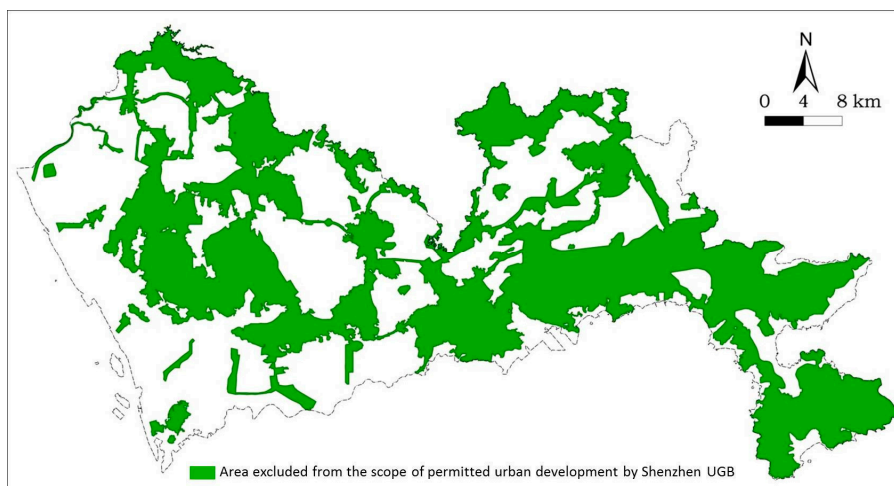 N
0 4 8 km
Area excluded from the scope of permitted urban development by Shenzhen UGB